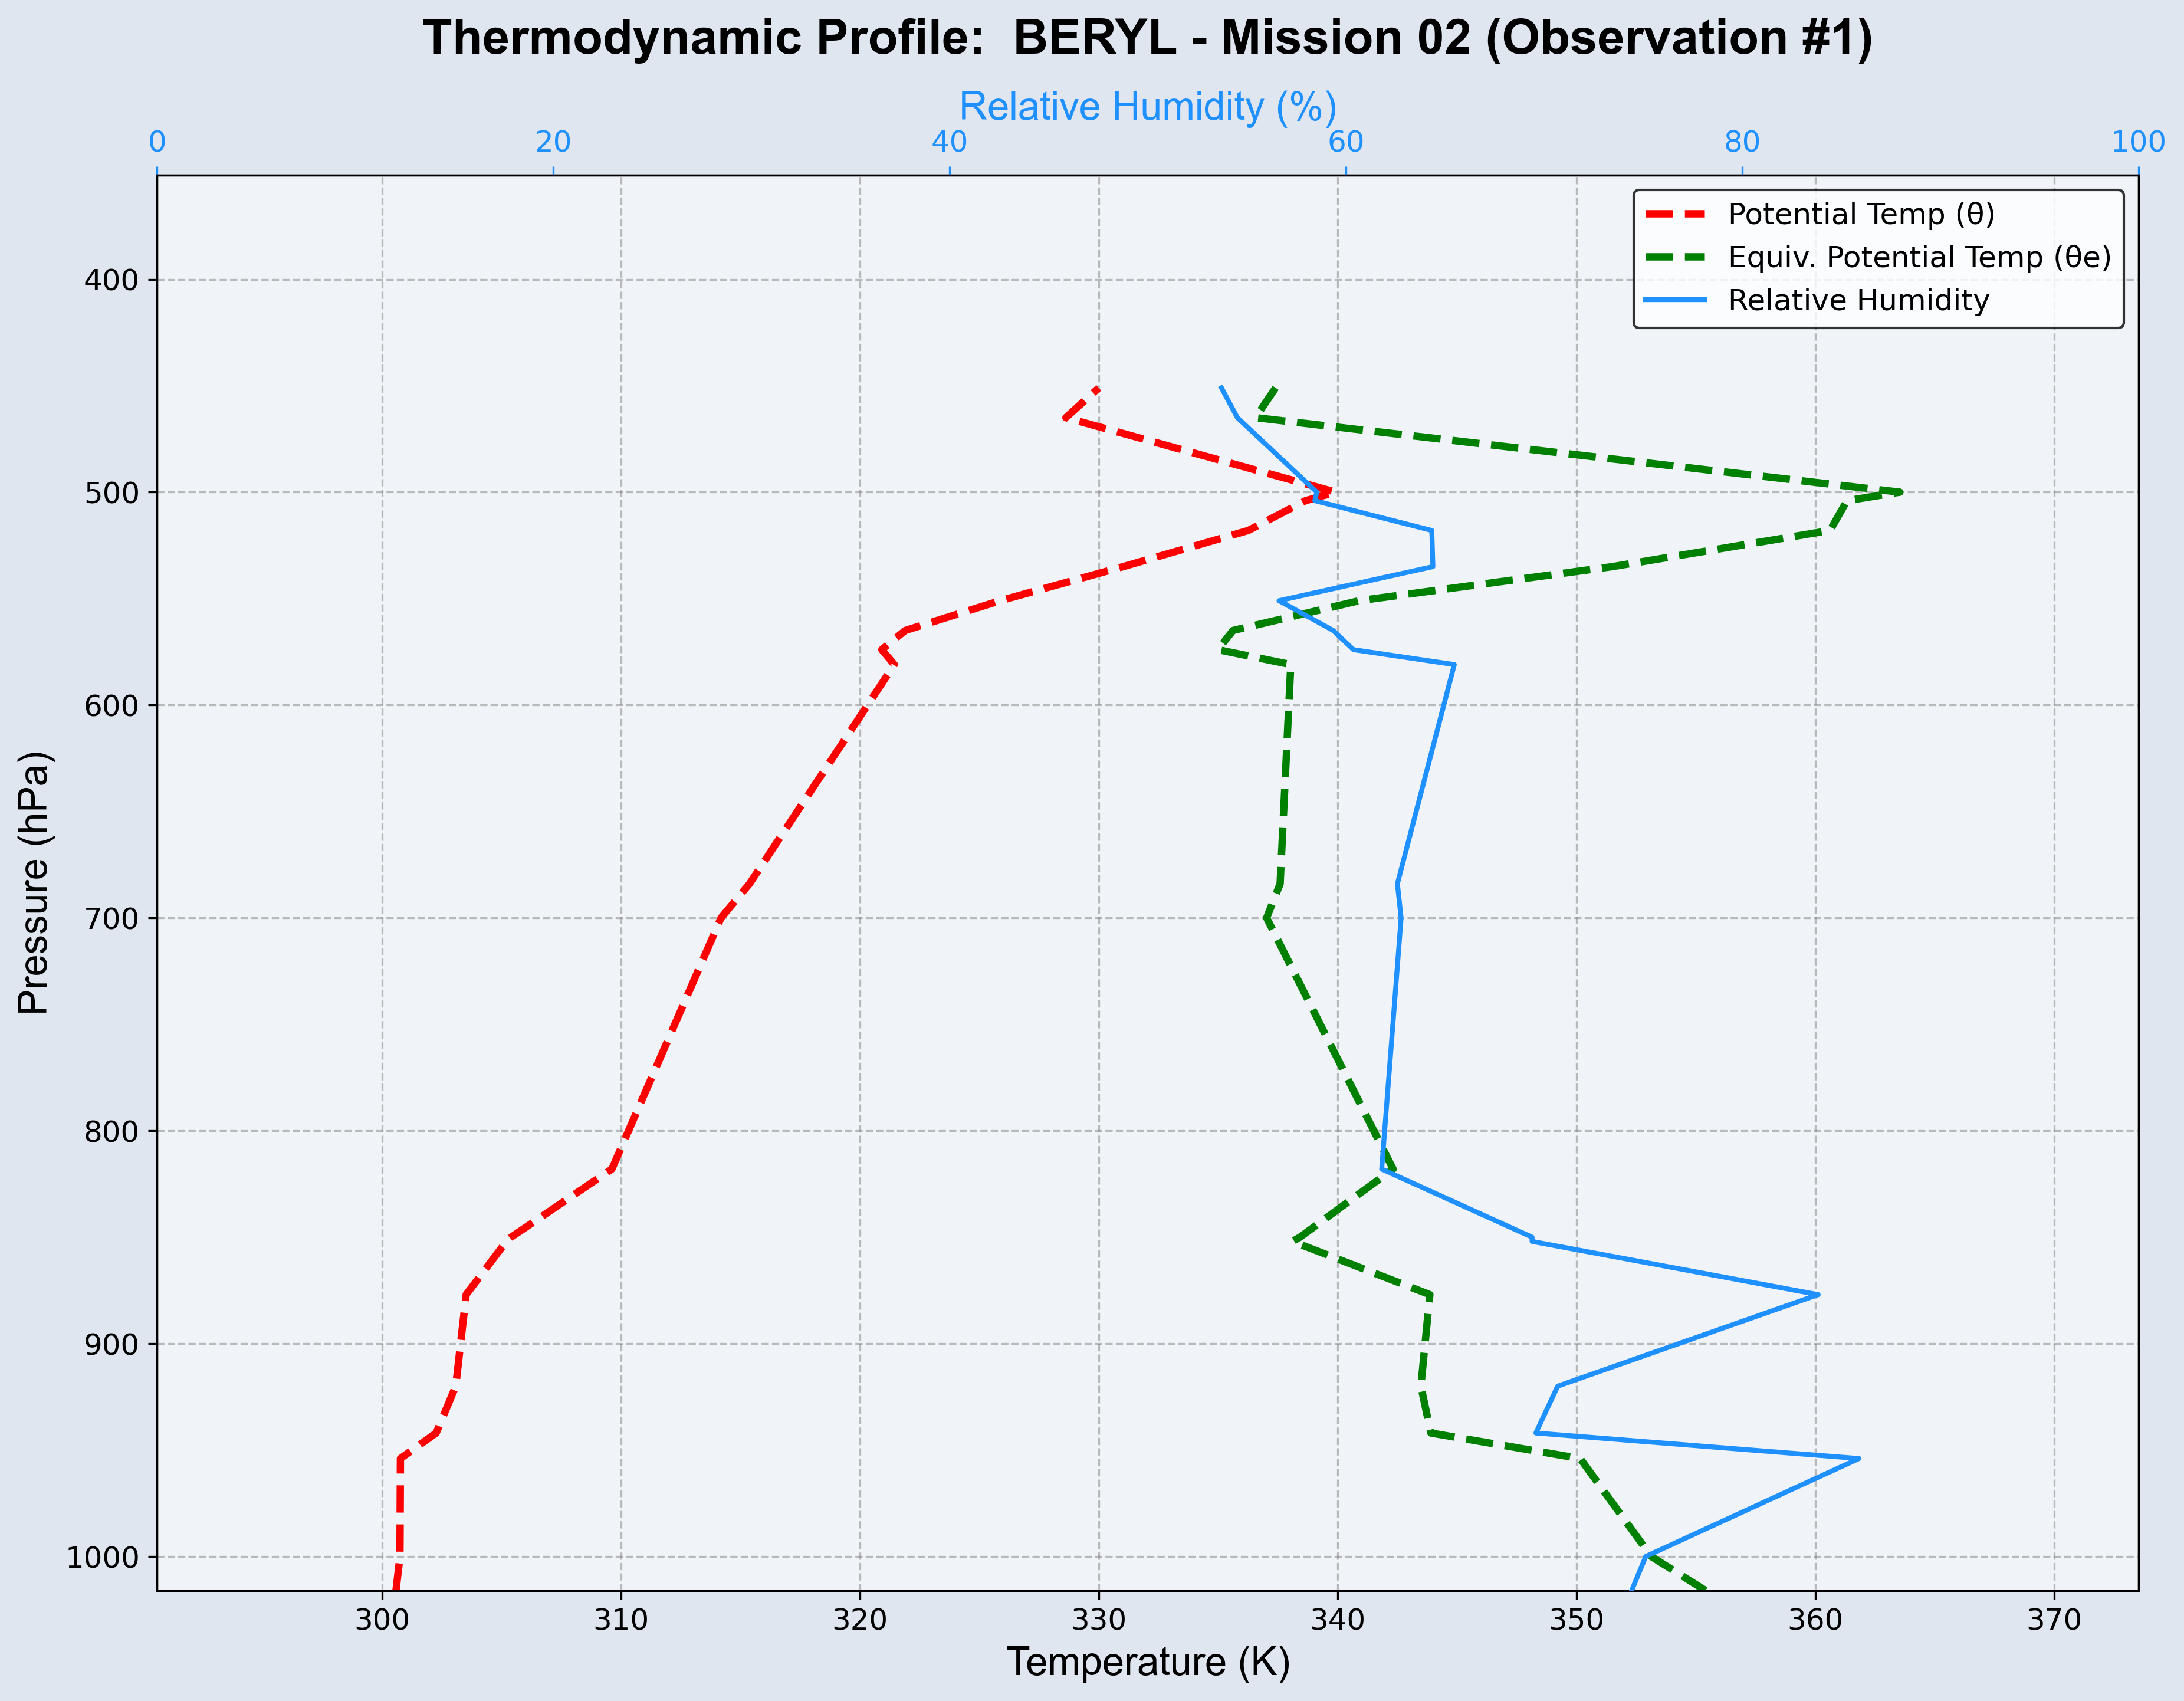 Thermodynamic Profile:  BERYL - Mission 02 (Observation #1)
Relative Humidity (%)
0 20 40 60 80 100
Potential Temp (θ)
Equiv. Potential Temp (θe)
Relative Humidity
400
500
600
700
800
900
1000
Pressure (hPa)
300 310 320 330 340 350 360 370
Temperature (K)